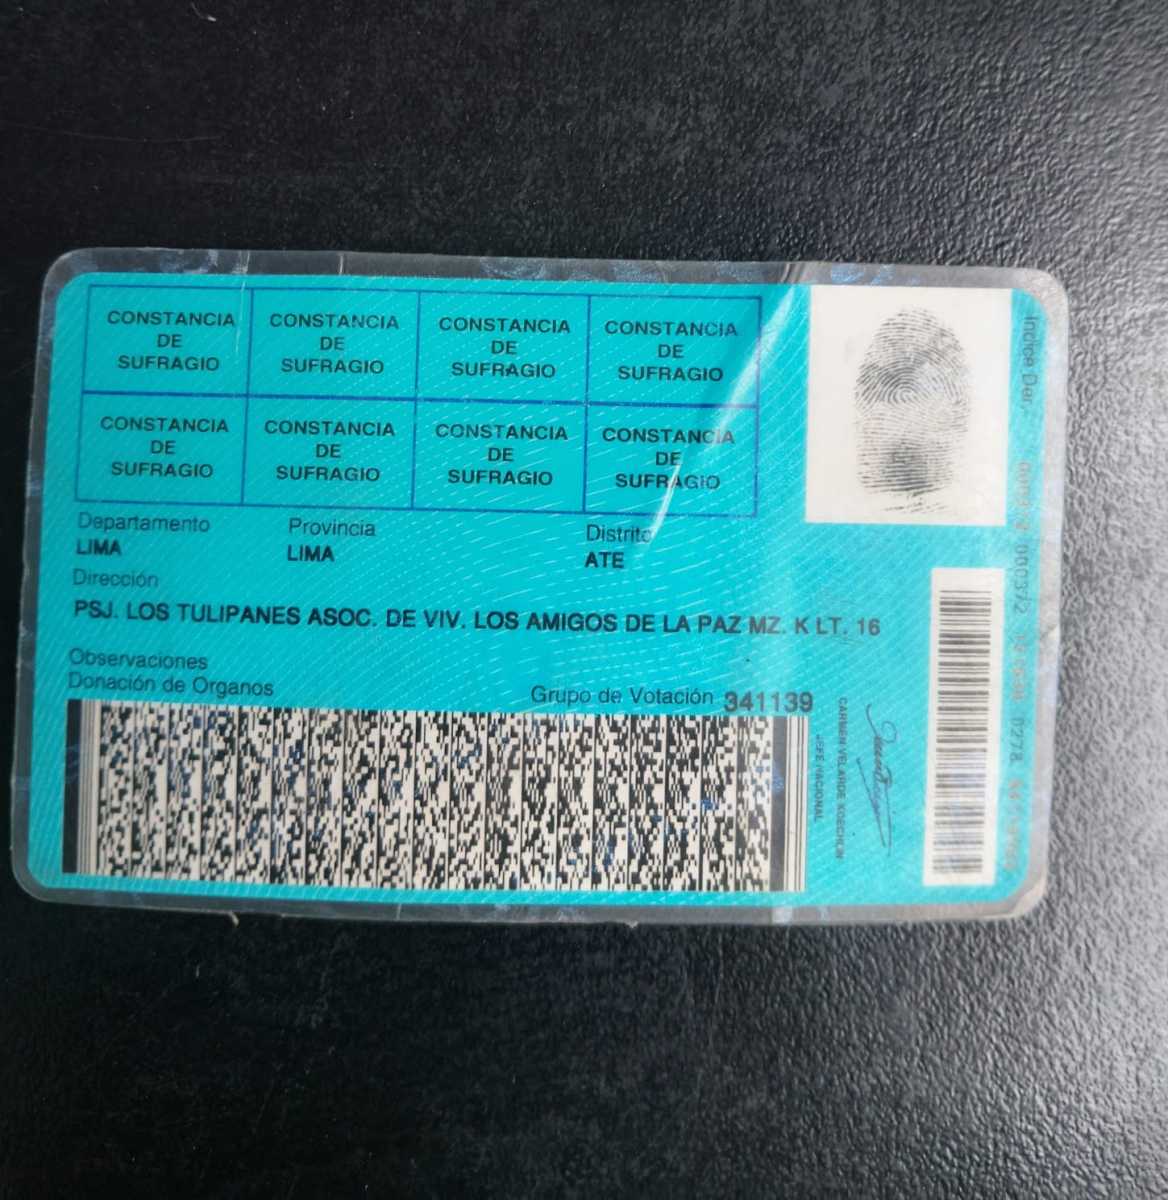 CONSTANCIA DE SUFRAGIO
CONSTANCIA DE SUFRAGIO
CONSTANCIA DE SUFRAGIO
CONSTANCIA DE SUFRAGIO
CONSTANCIA DE SUFRAGIO
CONSTANCIA DE SUFRAGIO
CONSTANCIA DE SUFRAGIO
CONSTANCIA DE SUFRAGIO
Departamento Provincia Distrito
LIMA LIMA ATE
Dirección
PSJ. LOS TULIPANES ASOC. DE VIV. LOS AMIGOS DE LA PAZ MZ. K LT. 16
Observaciones
Donación de Organos
Grupo de Votación 341139
CARMEN VELARDE KOECHLIN
JEFE NACIONAL
Indice Der.